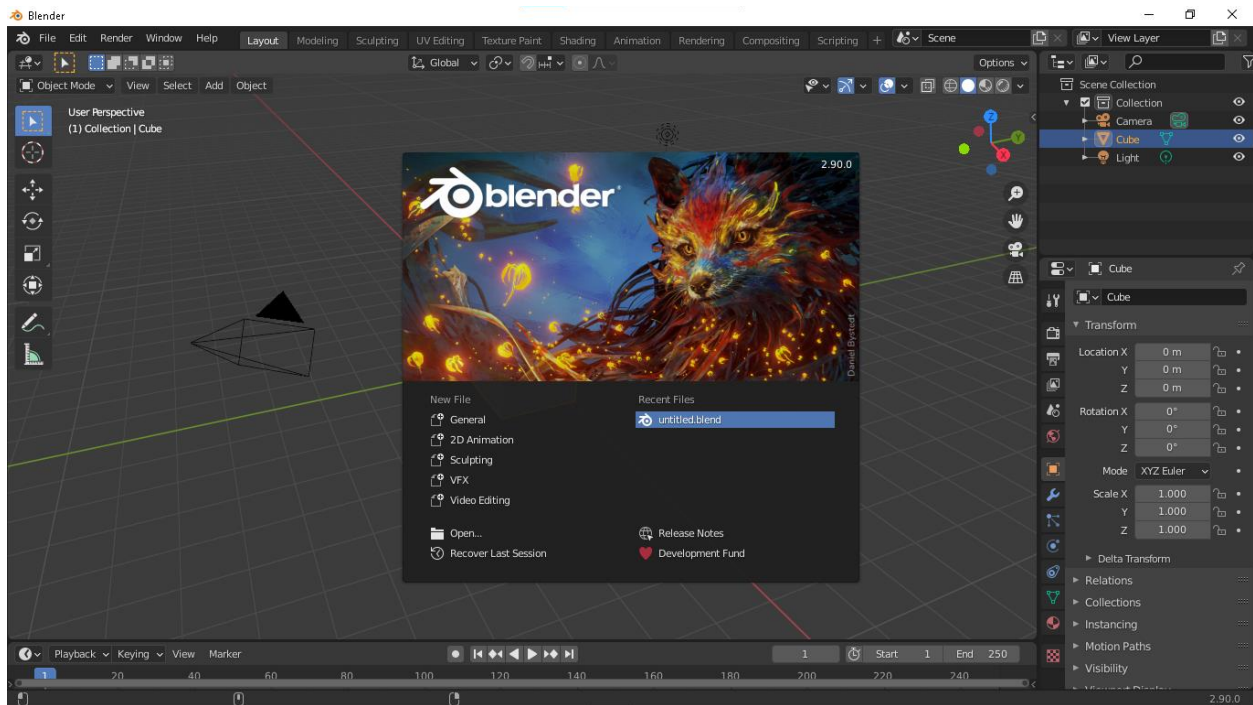 Blender
File Edit Render Window Help Layout Modeling Sculpting UV Editing Texture Paint Shading Animation Rendering Compositing Scripting + Scene View Layer
Global Options
Object Mode View Select Add Object
User Perspective
(1) Collection | Cube
Z
Y
X
Scene Collection
Collection
Camera
Cube
Light
2.90.0
blender
Daniel Bystedt
New File
General
2D Animation
Sculpting
VFX
Video Editing
Open...
Recover Last Session
Recent Files
untitled.blend
Release Notes
Development Fund
Cube
Cube
Transform
Location X 0 m
Y 0 m
Z 0 m
Rotation X 0°
Y 0°
Z 0°
Mode XYZ Euler
Scale X 1.000
Y 1.000
Z 1.000
Delta Transform
Relations
Collections
Instancing
Motion Paths
Visibility
Playback Keying View Marker 1 Start 1 End 250
1 20 40 60 80 100 120 140 160 180 200 220 240
2.90.0